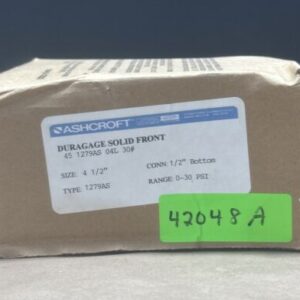 ASHCROFT
DURAGAGE SOLID FRONT
45 1279AS 04L 30#
SIZE: 4 1/2" CONN: 1/2" Bottom
TYPE: 1279AS RANGE: 0-30 PSI
42048A